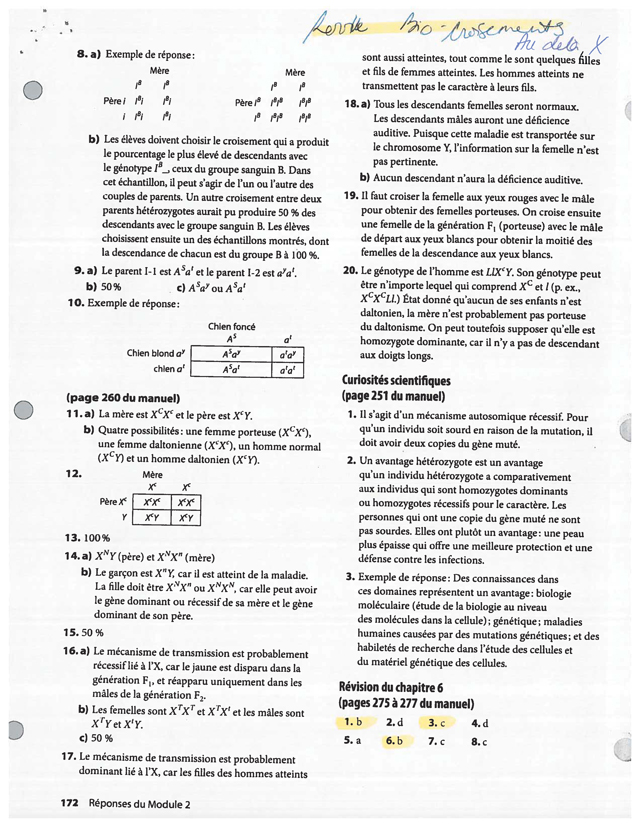 Revue Bio-croisements
Au delà X
8. a) Exemple de réponse :
Mère
I^B I^B
Père i I^Bi I^Bi
i I^Bi I^Bi
Mère
I^B I^B
Père I^B I^BI^B I^BI^B
I^B I^BI^B I^BI^B
b) Les élèves doivent choisir le croisement qui a produit
le pourcentage le plus élevé de descendants avec
le génotype I^B_, ceux du groupe sanguin B. Dans
cet échantillon, il peut s'agir de l'un ou l'autre des
couples de parents. Un autre croisement entre deux
parents hétérozygotes aurait pu produire 50 % des
descendants avec le groupe sanguin B. Les élèves
choisissent ensuite un des échantillons montrés, dont
la descendance de chacun est du groupe B à 100 %.
9. a) Le parent I-1 est A^Sa^t et le parent I-2 est a^ya^t.
b) 50 % c) A^Sa^y ou A^Sa^t
10. Exemple de réponse :
Chien foncé
A^S a^t
Chien blond a^y A^Sa^y a^ta^y
chien a^t A^Sa^t a^ta^t
(page 260 du manuel)
11. a) La mère est X^CX^c et le père est X^cY.
b) Quatre possibilités : une femme porteuse (X^CX^c),
une femme daltonienne (X^cX^c), un homme normal
(X^CY) et un homme daltonien (X^cY).
12. Mère
X^c X^c
Père X^c X^cX^c X^cX^c
Y X^cY X^cY
13. 100 %
14. a) X^NY (père) et X^NX^n (mère)
b) Le garçon est X^nY, car il est atteint de la maladie.
La fille doit être X^NX^n ou X^NX^N, car elle peut avoir
le gène dominant ou récessif de sa mère et le gène
dominant de son père.
15. 50 %
16. a) Le mécanisme de transmission est probablement
récessif lié à l'X, car le jaune est disparu dans la
génération F₁, et réapparu uniquement dans les
mâles de la génération F₂.
b) Les femelles sont X^TX^T et X^TX^t et les mâles sont
X^TY et X^tY.
c) 50 %
17. Le mécanisme de transmission est probablement
dominant lié à l'X, car les filles des hommes atteints
sont aussi atteintes, tout comme le sont quelques filles
et fils de femmes atteintes. Les hommes atteints ne
transmettent pas le caractère à leurs fils.
18. a) Tous les descendants femelles seront normaux.
Les descendants mâles auront une déficience
auditive. Puisque cette maladie est transportée sur
le chromosome Y, l'information sur la femelle n'est
pas pertinente.
b) Aucun descendant n'aura la déficience auditive.
19. Il faut croiser la femelle aux yeux rouges avec le mâle
pour obtenir des femelles porteuses. On croise ensuite
une femelle de la génération F₁ (porteuse) avec le mâle
de départ aux yeux blancs pour obtenir la moitié des
femelles de la descendance aux yeux blancs.
20. Le génotype de l'homme est LlX^cY. Son génotype peut
être n'importe lequel qui comprend X^C et l (p. ex.,
X^CX^CLl.) État donné qu'aucun de ses enfants n'est
daltonien, la mère n'est probablement pas porteuse
du daltonisme. On peut toutefois supposer qu'elle est
homozygote dominante, car il n'y a pas de descendant
aux doigts longs.
Curiosités scientifiques
(page 251 du manuel)
1. Il s'agit d'un mécanisme autosomique récessif. Pour
qu'un individu soit sourd en raison de la mutation, il
doit avoir deux copies du gène muté.
2. Un avantage hétérozygote est un avantage
qu'un individu hétérozygote a comparativement
aux individus qui sont homozygotes dominants
ou homozygotes récessifs pour le caractère. Les
personnes qui ont une copie du gène muté ne sont
pas sourdes. Elles ont plutôt un avantage : une peau
plus épaisse qui offre une meilleure protection et une
défense contre les infections.
3. Exemple de réponse : Des connaissances dans
ces domaines représentent un avantage : biologie
moléculaire (étude de la biologie au niveau
des molécules dans la cellule) ; génétique ; maladies
humaines causées par des mutations génétiques ; et des
habiletés de recherche dans l'étude des cellules et
du matériel génétique des cellules.
Révision du chapitre 6
(pages 275 à 277 du manuel)
1. b 2. d 3. c 4. d
5. a 6. b 7. c 8. c
172 Réponses du Module 2